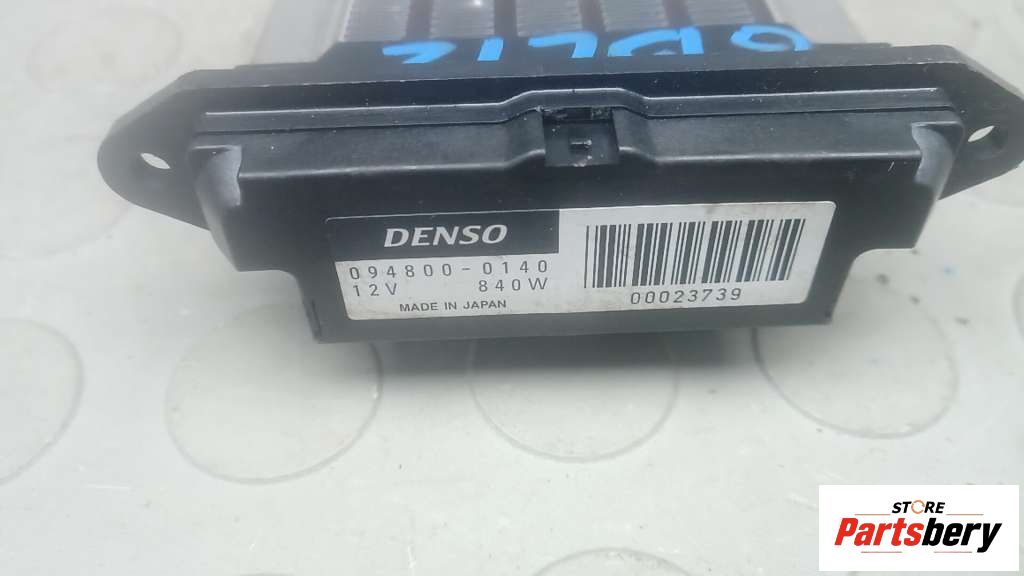 DENSO
094800-0140
12V 840W
MADE IN JAPAN
00023739
STORE
Partsbery